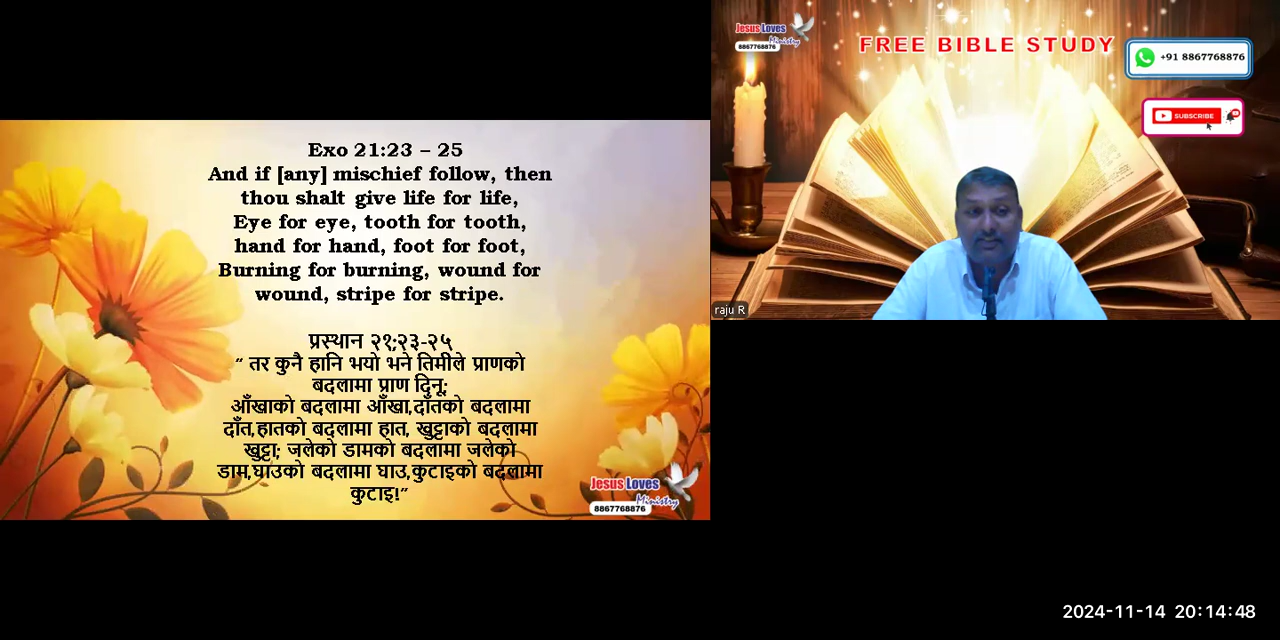 Exo 21:23 – 25
And if [any] mischief follow, then
thou shalt give life for life,
Eye for eye, tooth for tooth,
hand for hand, foot for foot,
Burning for burning, wound for
wound, stripe for stripe.
प्रस्थान २१:२३-२५
" तर कुनै हानि भयो भने तिमीले प्राणको
बदलामा प्राण दिनू;
आँखाको बदलामा आँखा,दाँतको बदलामा
दाँत,हातको बदलामा हात, खुट्टाको बदलामा
खुट्टा; जलेको डामको बदलामा जलेको
डाम,घाउको बदलामा घाउ,कुटाइको बदलामा
कुटाइ!"
Jesus Loves
Ministry
8867768876
Jesus Loves
Ministry
8867768876
FREE BIBLE STUDY
+91 8867768876
SUBSCRIBE
raju R
2024-11-14 20:14:48